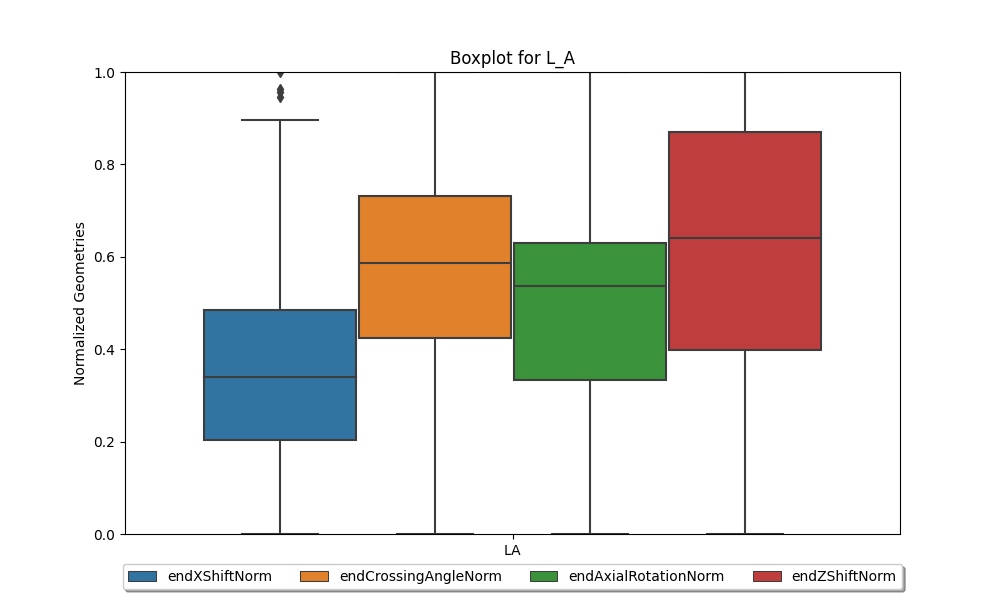 Boxplot for L_A
1.0
0.8
0.6
0.4
0.2
0.0
Normalized Geometries
LA
endXShiftNorm endCrossingAngleNorm endAxialRotationNorm endZShiftNorm